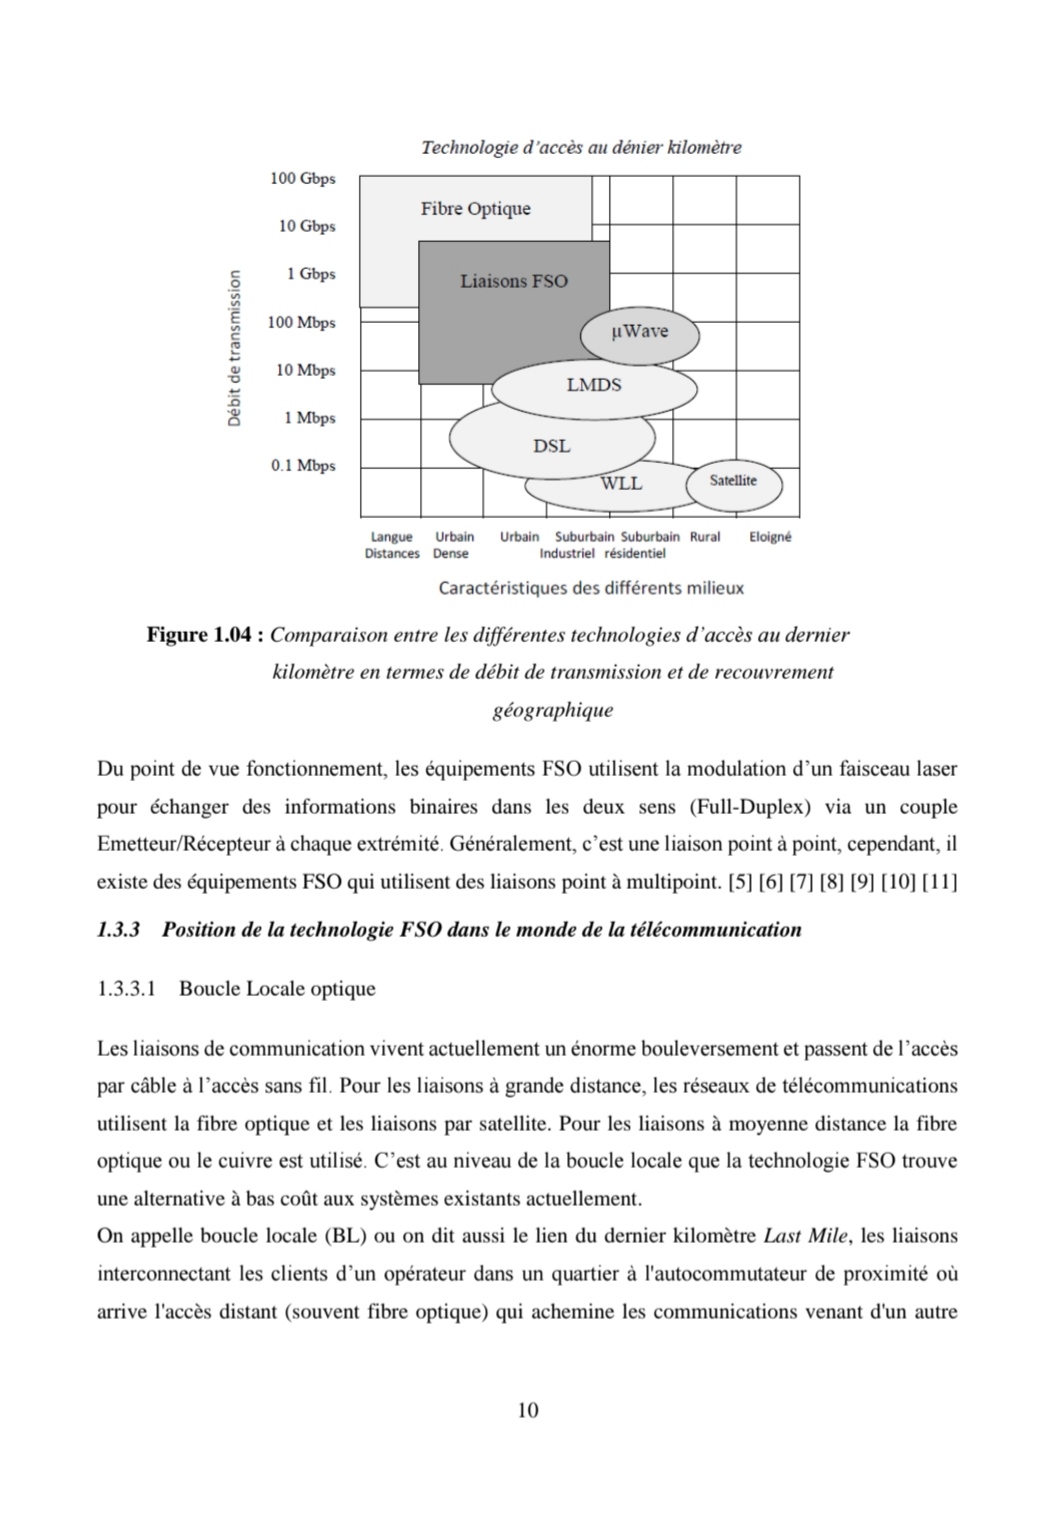 Technologie d'accès au dénier kilomètre
100 Gbps
10 Gbps
1 Gbps
100 Mbps
10 Mbps
1 Mbps
0.1 Mbps
Débit de transmission
Fibre Optique
Liaisons FSO
µWave
LMDS
DSL
WLL
Satellite
Langue Distances
Urbain Dense
Urbain
Suburbain Industriel
Suburbain résidentiel
Rural
Eloigné
Caractéristiques des différents milieux
Figure 1.04 : Comparaison entre les différentes technologies d'accès au dernier
kilomètre en termes de débit de transmission et de recouvrement
géographique
Du point de vue fonctionnement, les équipements FSO utilisent la modulation d'un faisceau laser
pour échanger des informations binaires dans les deux sens (Full-Duplex) via un couple
Emetteur/Récepteur à chaque extrémité. Généralement, c'est une liaison point à point, cependant, il
existe des équipements FSO qui utilisent des liaisons point à multipoint. [5] [6] [7] [8] [9] [10] [11]
1.3.3 Position de la technologie FSO dans le monde de la télécommunication
1.3.3.1 Boucle Locale optique
Les liaisons de communication vivent actuellement un énorme bouleversement et passent de l'accès
par câble à l'accès sans fil. Pour les liaisons à grande distance, les réseaux de télécommunications
utilisent la fibre optique et les liaisons par satellite. Pour les liaisons à moyenne distance la fibre
optique ou le cuivre est utilisé. C'est au niveau de la boucle locale que la technologie FSO trouve
une alternative à bas coût aux systèmes existants actuellement.
On appelle boucle locale (BL) ou on dit aussi le lien du dernier kilomètre Last Mile, les liaisons
interconnectant les clients d'un opérateur dans un quartier à l'autocommutateur de proximité où
arrive l'accès distant (souvent fibre optique) qui achemine les communications venant d'un autre
10